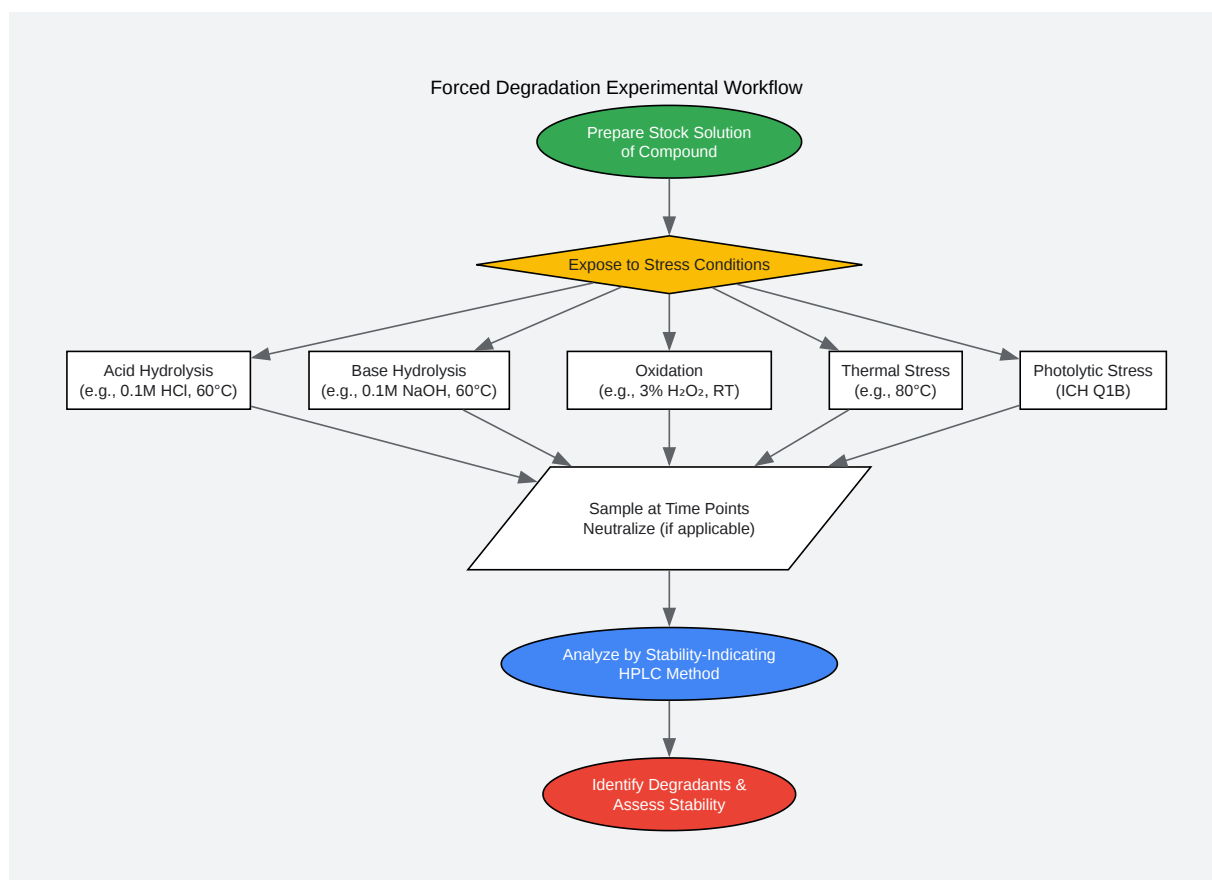 Forced Degradation Experimental Workflow
Prepare Stock Solution
of Compound
Expose to Stress Conditions
Acid Hydrolysis
(e.g., 0.1M HCl, 60°C)
Base Hydrolysis
(e.g., 0.1M NaOH, 60°C)
Oxidation
(e.g., 3% H₂O₂, RT)
Thermal Stress
(e.g., 80°C)
Photolytic Stress
(ICH Q1B)
Sample at Time Points
Neutralize (if applicable)
Analyze by Stability-Indicating
HPLC Method
Identify Degradants &
Assess Stability